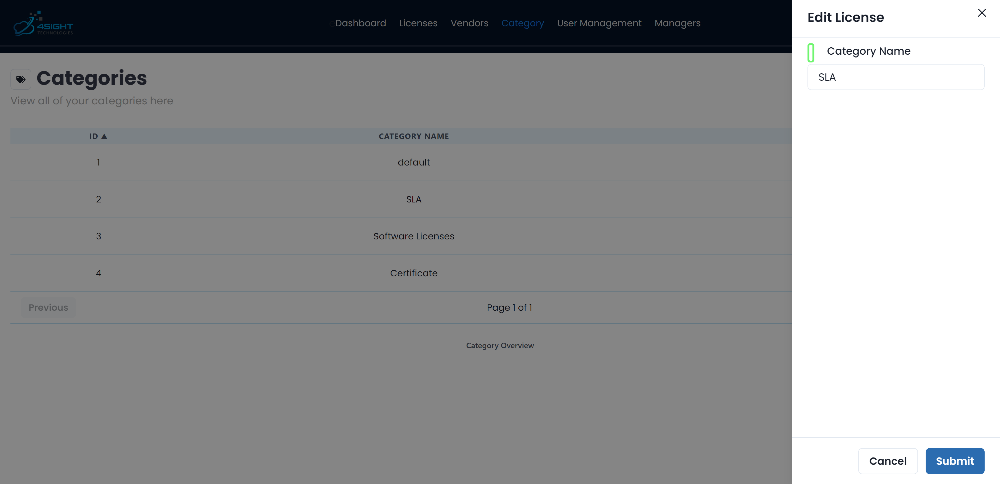 4SIGHT
TECHNOLOGIES
eDashboard Licenses Vendors Category User Management Managers
Categories
View all of your categories here
ID ▲ CATEGORY NAME
1 default
2 SLA
3 Software Licenses
4 Certificate
Previous Page 1 of 1
Category Overview
Edit License
Category Name
SLA
Cancel Submit